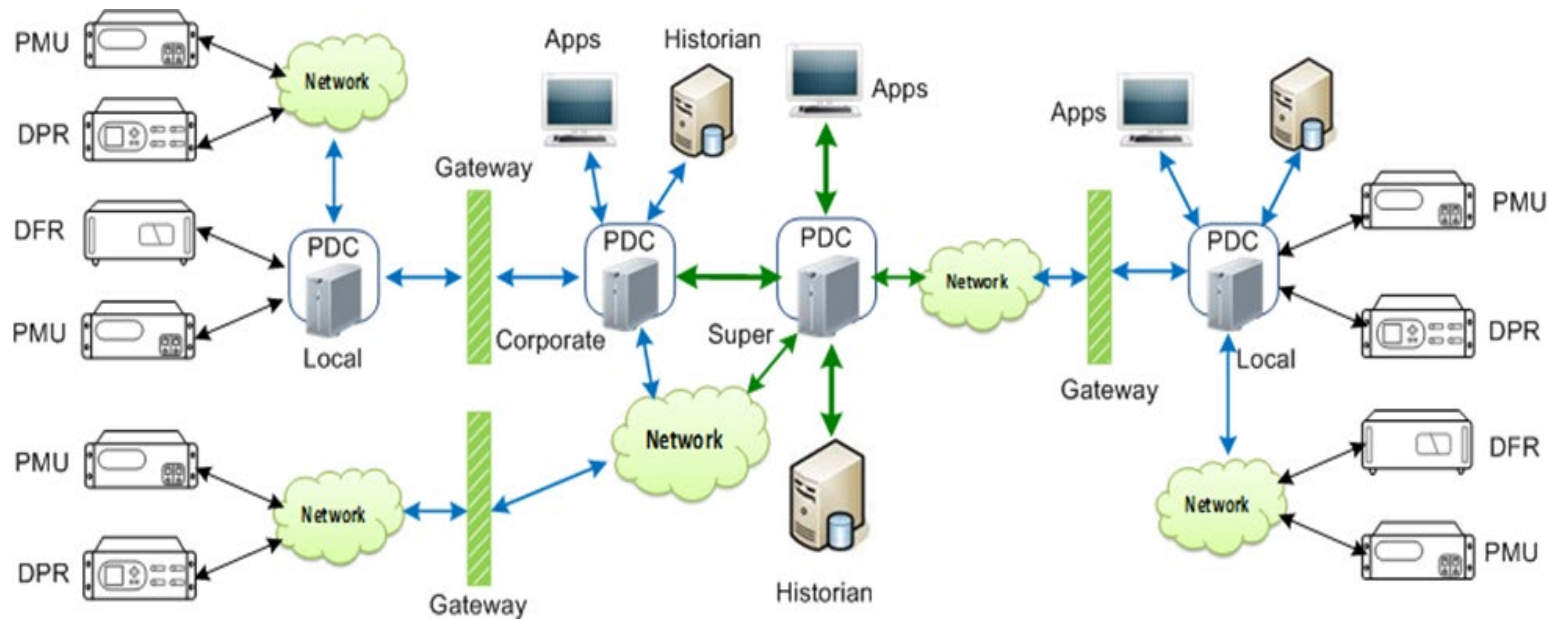 PMU
DPR
Network
DFR
PMU
PDC
Local
Gateway
Apps
Historian
PDC
Corporate
Apps
PDC
Super
Network
Historian
Network
PMU
DPR
Network
Gateway
Gateway
Apps
PDC
Local
PMU
DPR
Network
DFR
PMU